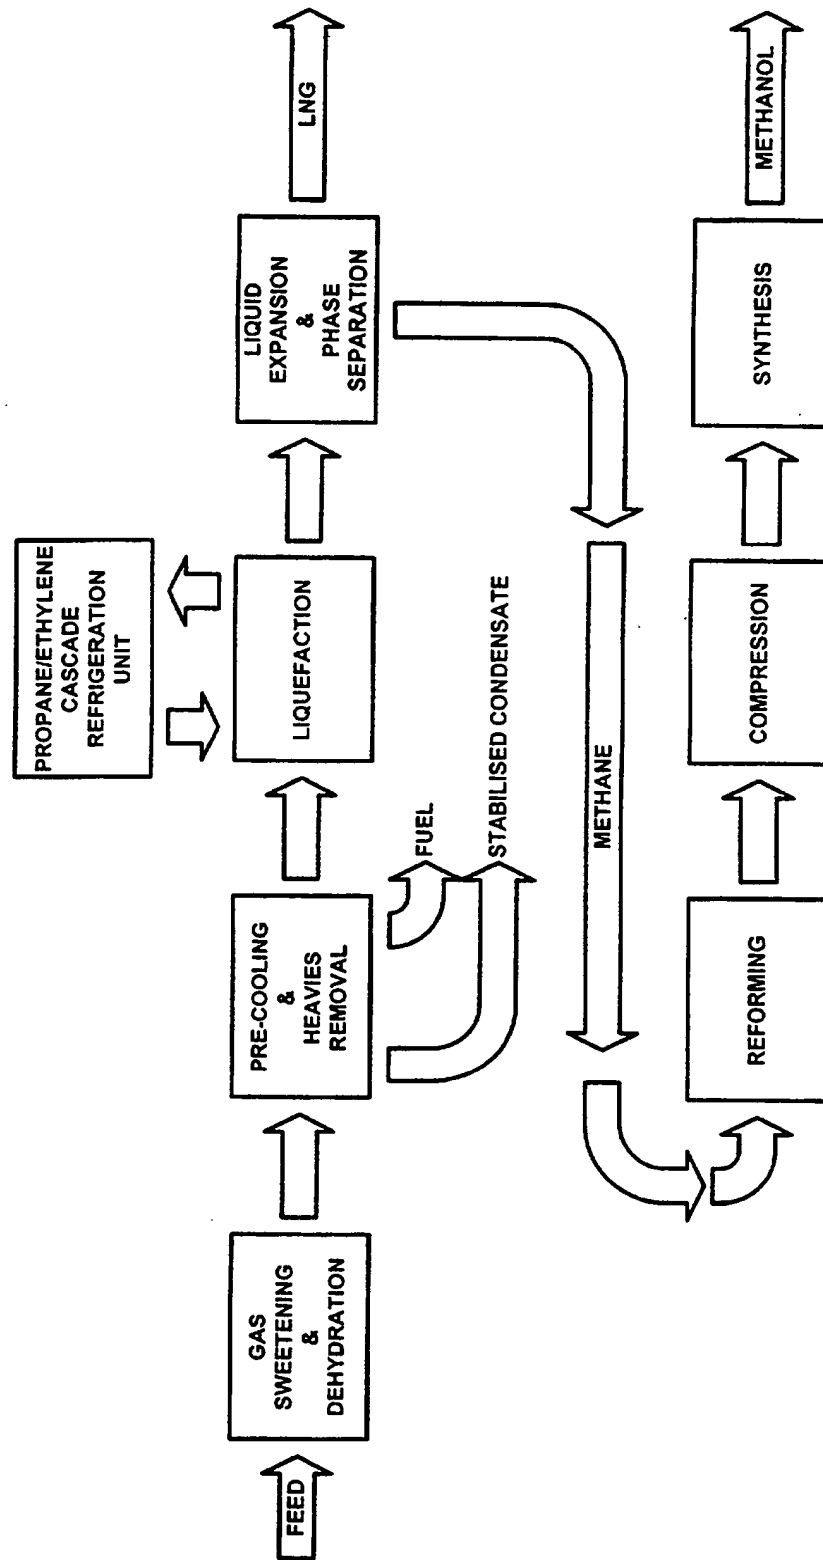 FEED
GAS
SWEETENING
&
DEHYDRATION
PRE-COOLING
&
HEAVIES
REMOVAL
FUEL
STABILISED CONDENSATE
PROPANE/ETHYLENE
CASCADE
REFRIGERATION
UNIT
LIQUEFACTION
LIQUID
EXPANSION
&
PHASE
SEPARATION
LNG
METHANE
REFORMING
COMPRESSION
SYNTHESIS
METHANOL